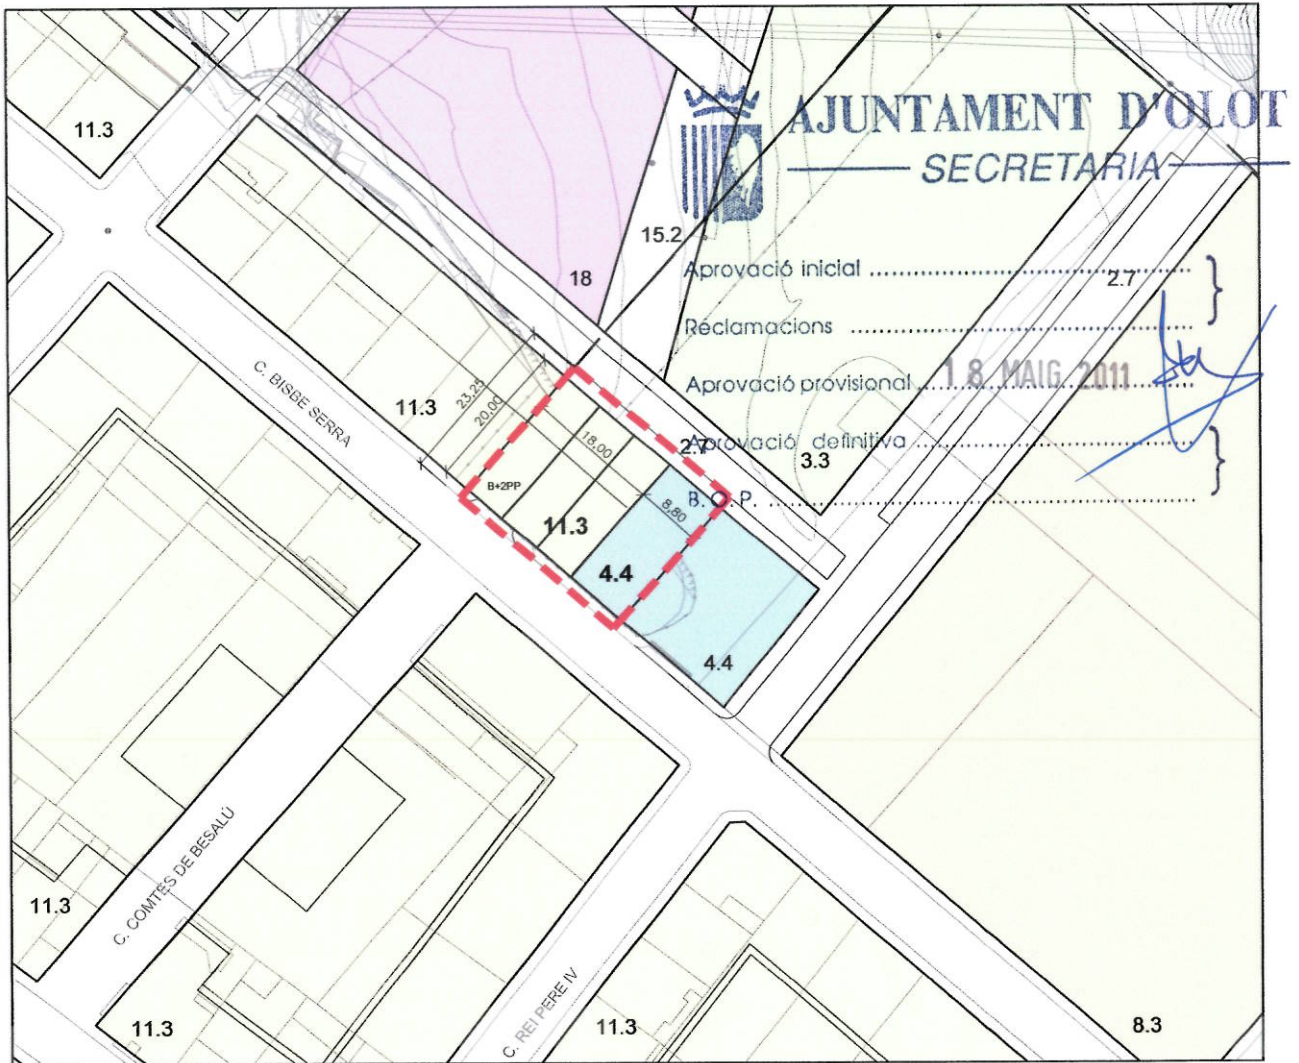 11.3
AJUNTAMENT D'OLOT
SECRETARIA
15.2
18
Aprovació inicial
2.7
Reclamacions
Aprovació provisional 18 MAIG 2011
Aprovació definitiva
2.7
3.3
B.O.P.
C. BISBE SERRA
11.3
23,25
20,00
18,00
B+2PP
8,80
11.3
4.4
4.4
C. COMTES DE BESALÚ
11.3
11.3
C. REI PERE IV
11.3
8.3